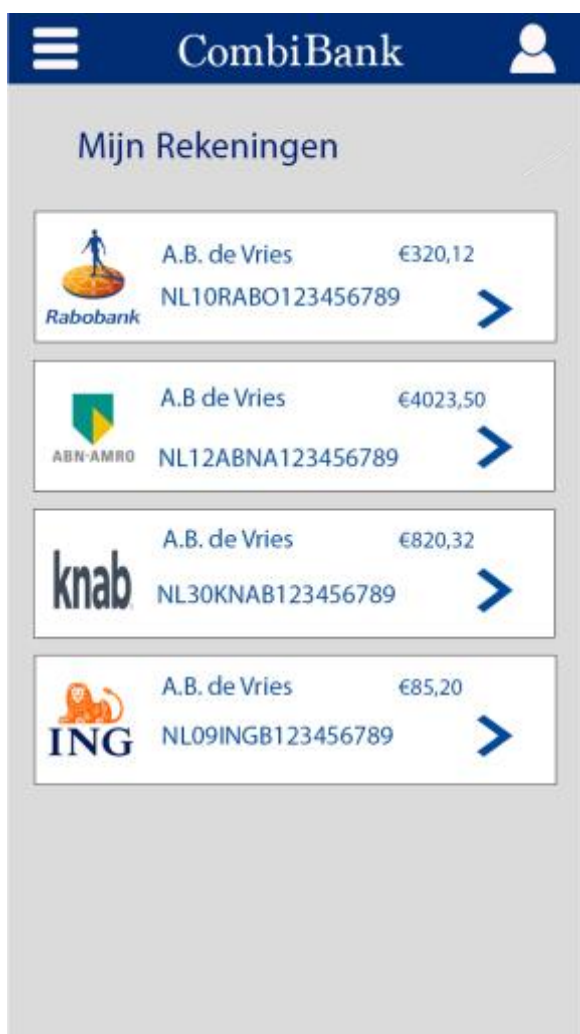 CombiBank
Mijn Rekeningen
A.B. de Vries €320,12
Rabobank NL10RABO123456789
A.B de Vries €4023,50
ABN·AMRO NL12ABNA123456789
A.B. de Vries €820,32
knab NL30KNAB123456789
A.B. de Vries €85,20
ING NL09INGB123456789